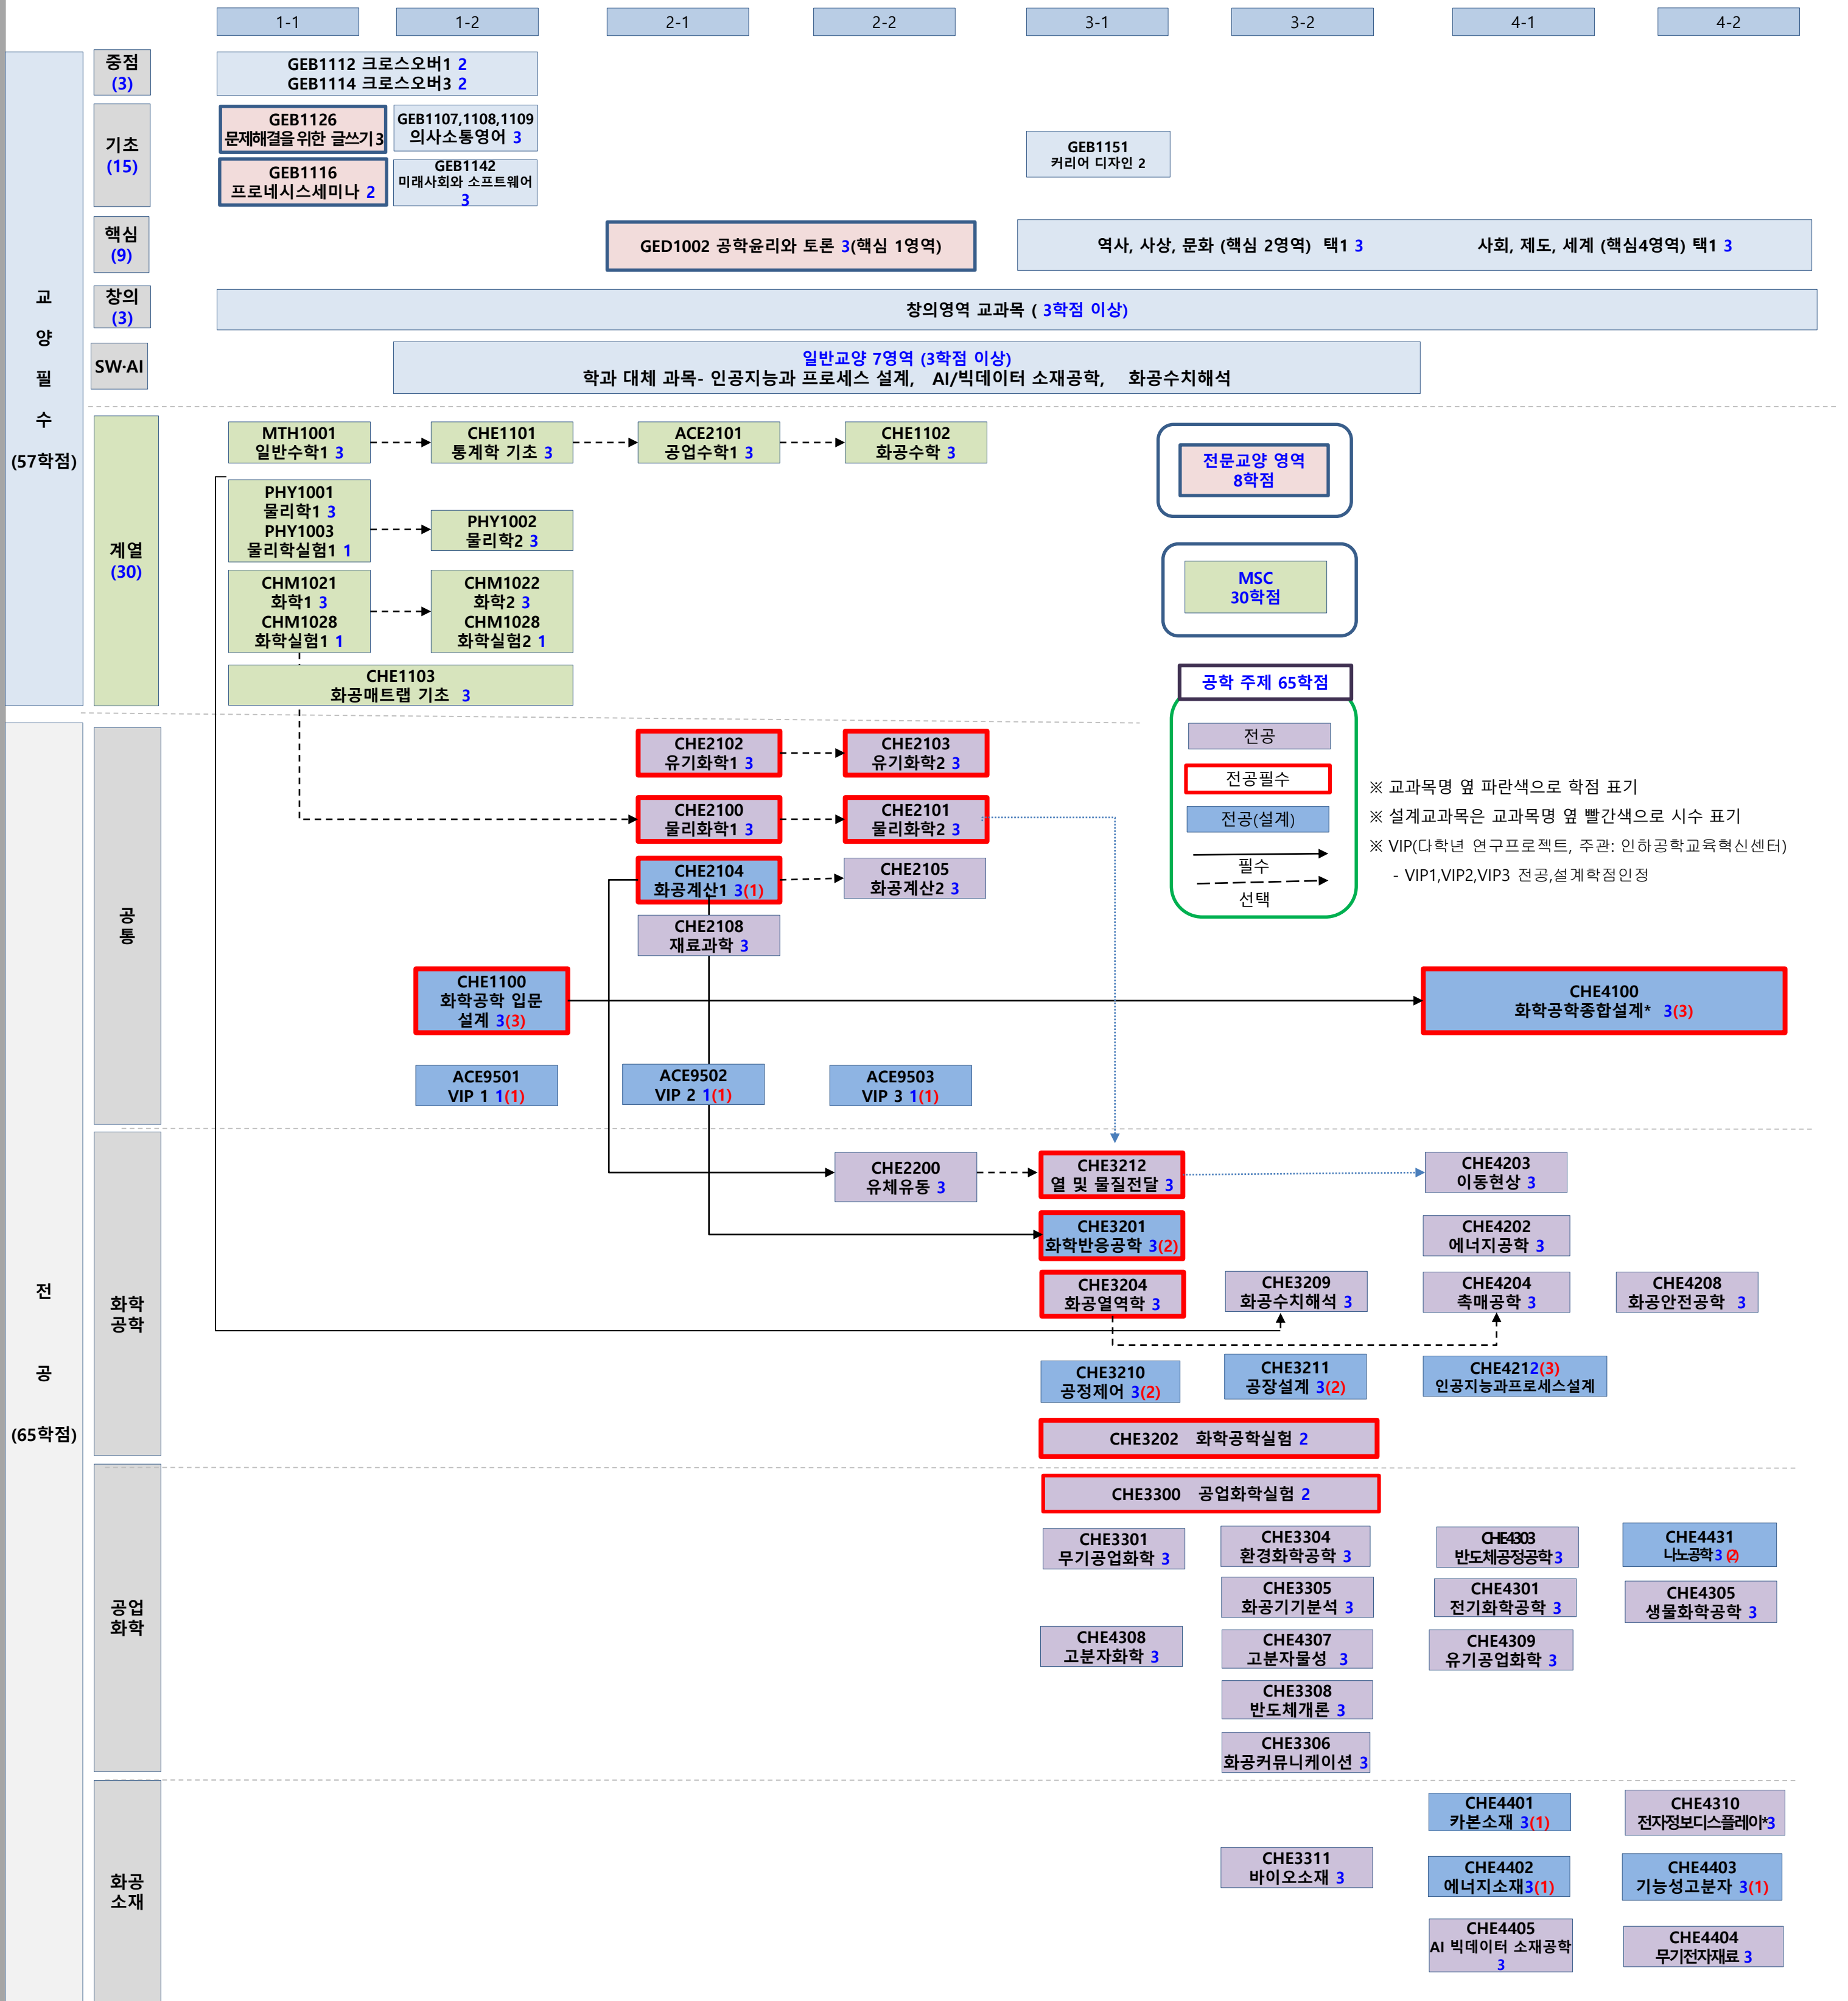 1-1
1-2
2-1
2-2
3-1
3-2
4-1
4-2
교
양
필
수
(57학점)
중점
(3)
GEB1112 크로스오버1 2
GEB1114 크로스오버3 2
기초
(15)
GEB1126
문제해결을 위한 글쓰기 3
GEB1107,1108,1109
의사소통영어 3
GEB1116
프로네시스세미나 2
GEB1142
미래사회와 소프트웨어
3
GEB1151
커리어 디자인 2
핵심
(9)
GED1002 공학윤리와 토론 3(핵심 1영역)
역사, 사상, 문화 (핵심 2영역) 택1 3
사회, 제도, 세계 (핵심4영역) 택1 3
창의
(3)
창의영역 교과목 ( 3학점 이상)
SW·AI
일반교양 7영역 (3학점 이상)
학과 대체 과목- 인공지능과 프로세스 설계, AI/빅데이터 소재공학, 화공수치해석
계열
(30)
MTH1001
일반수학1 3
CHE1101
통계학 기초 3
ACE2101
공업수학1 3
CHE1102
화공수학 3
PHY1001
물리학1 3
PHY1003
물리학실험1 1
PHY1002
물리학2 3
CHM1021
화학1 3
CHM1028
화학실험1 1
CHM1022
화학2 3
CHM1028
화학실험2 1
CHE1103
화공매트랩 기초 3
전문교양 영역
8학점
MSC
30학점
공학 주제 65학점
전공
전공필수
전공(설계)
필수
선택
※ 교과목명 옆 파란색으로 학점 표기
※ 설계교과목은 교과목명 옆 빨간색으로 시수 표기
※ VIP(다학년 연구프로젝트, 주관: 인하공학교육혁신센터)
- VIP1,VIP2,VIP3 전공,설계학점인정
전
공
(65학점)
공
통
CHE2102
유기화학1 3
CHE2103
유기화학2 3
CHE2100
물리화학1 3
CHE2101
물리화학2 3
CHE2104
화공계산1 3(1)
CHE2105
화공계산2 3
CHE2108
재료과학 3
CHE1100
화학공학 입문
설계 3(3)
CHE4100
화학공학종합설계* 3(3)
ACE9501
VIP 1 1(1)
ACE9502
VIP 2 1(1)
ACE9503
VIP 3 1(1)
화학
공학
CHE2200
유체유동 3
CHE3212
열 및 물질전달 3
CHE4203
이동현상 3
CHE3201
화학반응공학 3(2)
CHE4202
에너지공학 3
CHE3204
화공열역학 3
CHE3209
화공수치해석 3
CHE4204
촉매공학 3
CHE4208
화공안전공학 3
CHE3210
공정제어 3(2)
CHE3211
공장설계 3(2)
CHE4212(3)
인공지능과프로세스설계
CHE3202 화학공학실험 2
공업
화학
CHE3300 공업화학실험 2
CHE3301
무기공업화학 3
CHE3304
환경화학공학 3
CHE4303
반도체공정공학 3
CHE4431
나노공학 3 (2)
CHE3305
화공기기분석 3
CHE4301
전기화학공학 3
CHE4305
생물화학공학 3
CHE4308
고분자화학 3
CHE4307
고분자물성 3
CHE4309
유기공업화학 3
CHE3308
반도체개론 3
CHE3306
화공커뮤니케이션 3
화공
소재
CHE4401
카본소재 3(1)
CHE4310
전자정보디스플레이*3
CHE3311
바이오소재 3
CHE4402
에너지소재3(1)
CHE4403
기능성고분자 3(1)
CHE4405
AI 빅데이터 소재공학
3
CHE4404
무기전자재료 3